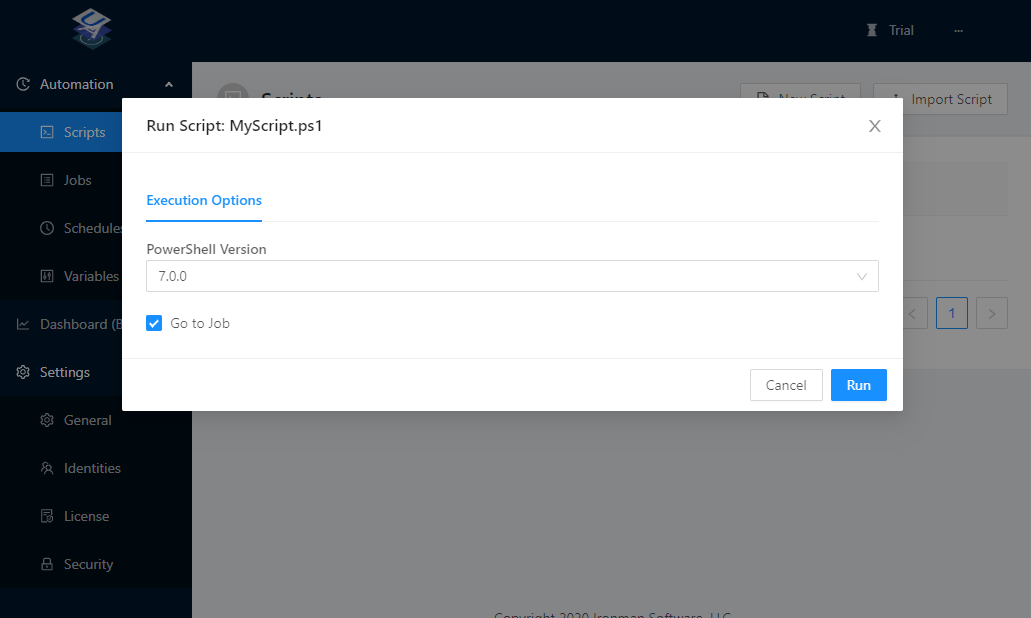 Trial
...
Automation
Scripts
New Script
Import Script
Run Script: MyScript.ps1
Scripts
Jobs
Schedules
Variables
Dashboard (B
Settings
General
Identities
License
Security
Execution Options
PowerShell Version
7.0.0
Go to Job
1
Cancel
Run
Copyright 2020 Ironman Software, LLC